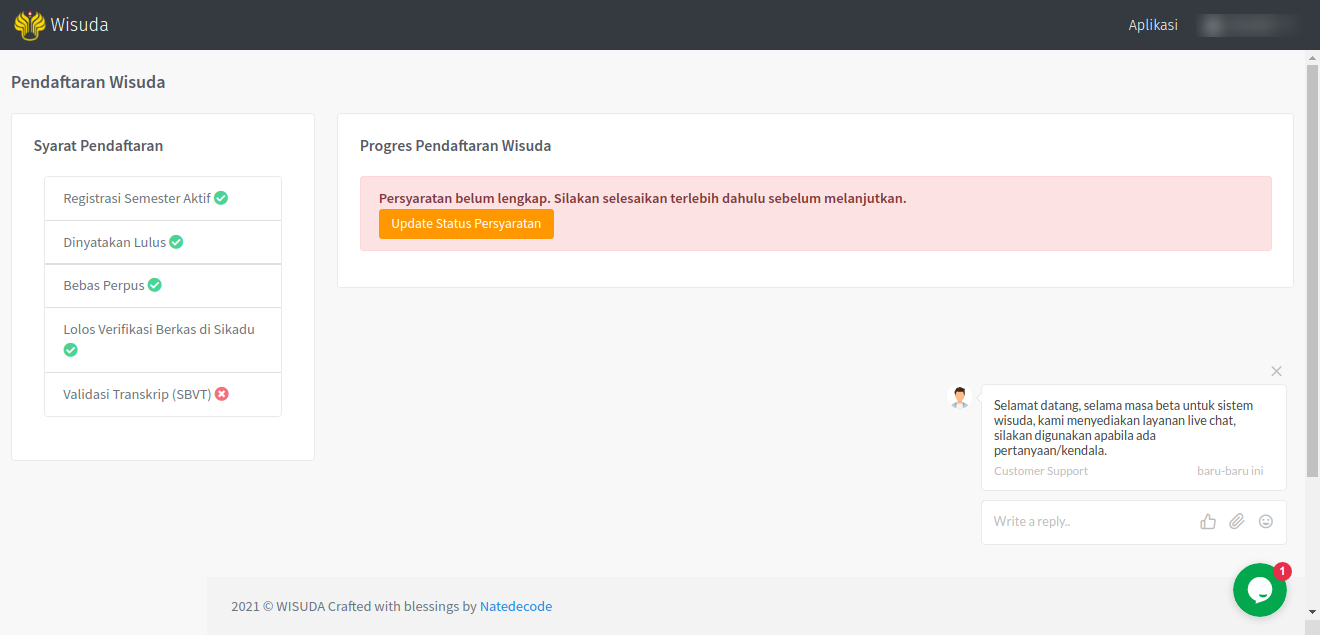 Wisuda
Aplikasi
Pendaftaran Wisuda
Syarat Pendaftaran
Registrasi Semester Aktif
Dinyatakan Lulus
Bebas Perpus
Lolos Verifikasi Berkas di Sikadu
Validasi Transkrip (SBVT)
Progres Pendaftaran Wisuda
Persyaratan belum lengkap. Silakan selesaikan terlebih dahulu sebelum melanjutkan.
Update Status Persyaratan
Selamat datang, selama masa beta untuk sistem
wisuda, kami menyediakan layanan live chat,
silakan digunakan apabila ada
pertanyaan/kendala.
Customer Support baru-baru ini
Write a reply..
1
2021 © WISUDA Crafted with blessings by Natedecode